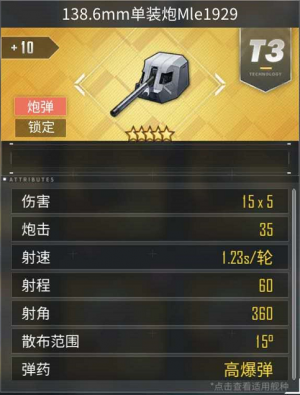 138.6mm单装炮Mle1929
+10
T3
TECHNOLOGY
炮弹
锁定
ATTRIBUTES
伤害 15 x 5
炮击 35
射速 1.23s/轮
射程 60
射角 360
散布范围 15°
弹药 高爆弹
*点击查看适用舰种